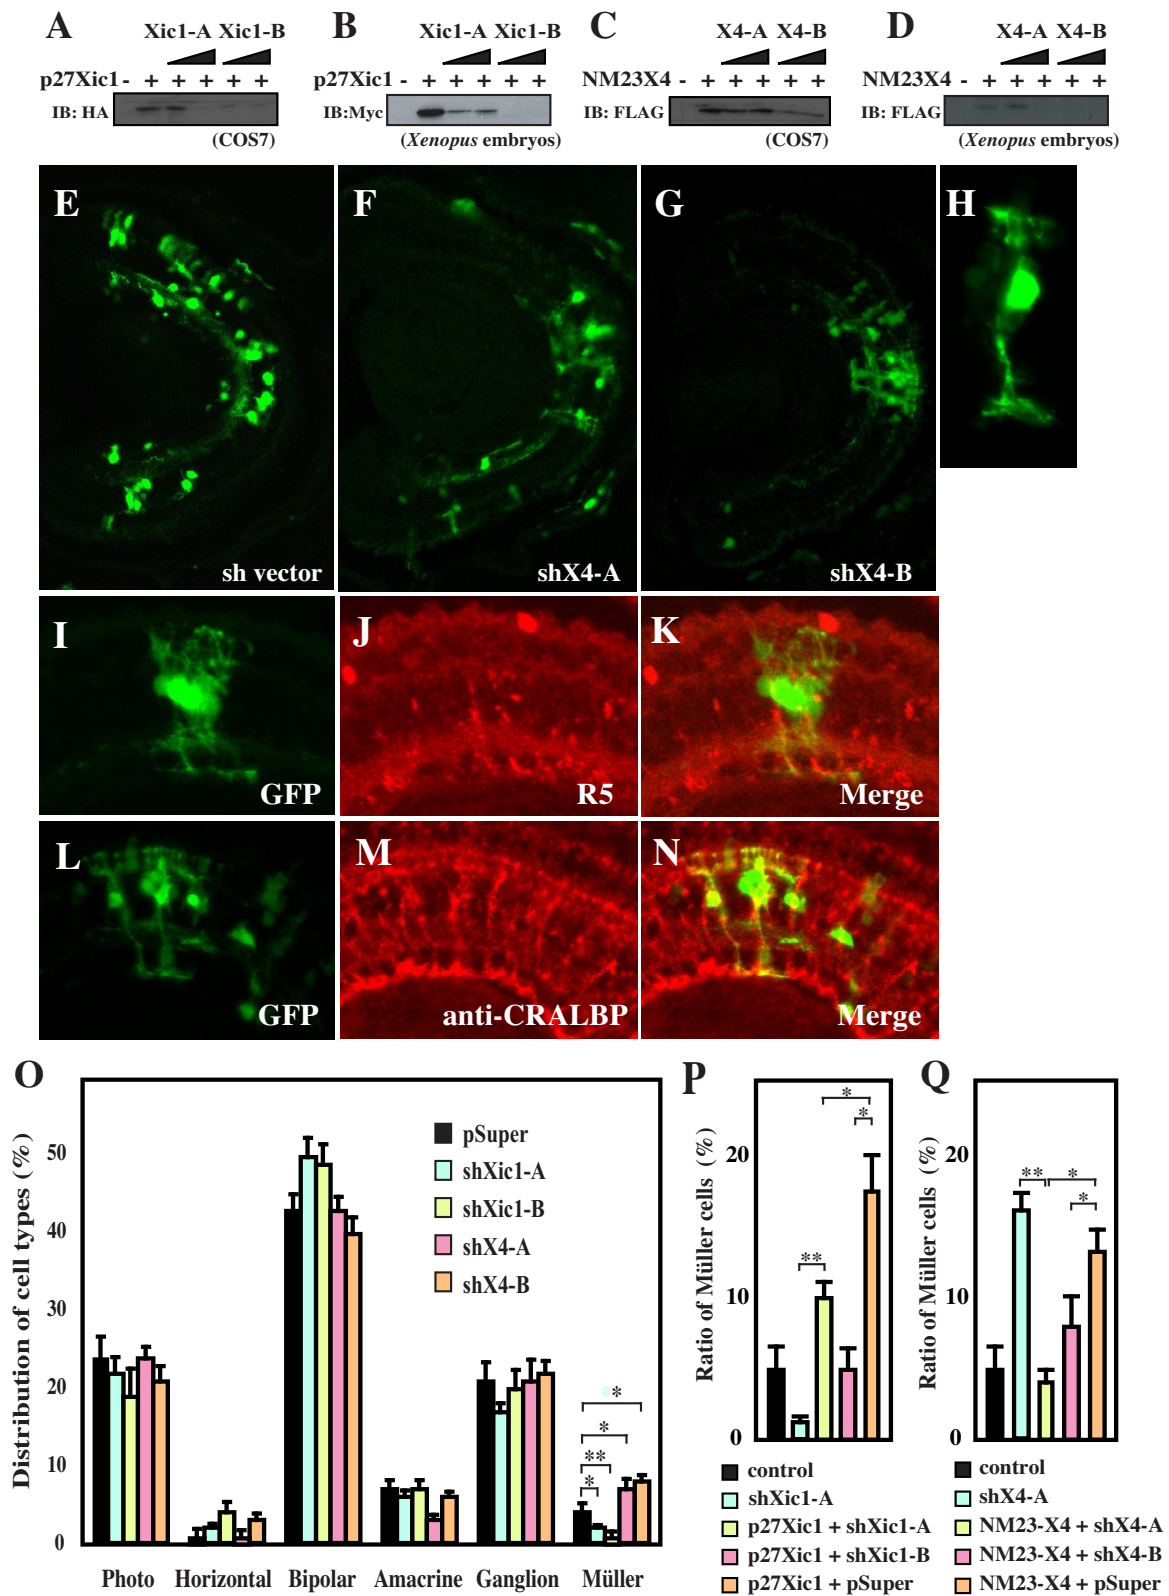 A Xic1-A Xic1-B
p27Xic1 - + + + + +
IB: HA
(COS7)
B Xic1-A Xic1-B
p27Xic1 - + + + + +
IB:Myc
(Xenopus embryos)
C X4-A X4-B
NM23X4 - + + + + +
IB: FLAG
(COS7)
D X4-A X4-B
NM23X4 - + + + + +
IB: FLAG
(Xenopus embryos)
E
sh vector
F
shX4-A
G
shX4-B
H
I
GFP
J
R5
K
Merge
L
GFP
M
anti-CRALBP
N
Merge
O
Distribution of cell types (%)
50
40
30
20
10
0
pSuper
shXic1-A
shXic1-B
shX4-A
shX4-B
**
*
**
*
Photo Horizontal Bipolar Amacrine Ganglion Müller
P
Ratio of Müller cells (%)
20
10
0
*
*
**
control
shXic1-A
p27Xic1 + shXic1-A
p27Xic1 + shXic1-B
p27Xic1 + pSuper
Q
Ratio of Müller cells (%)
20
10
0
**
*
*
control
shX4-A
NM23-X4 + shX4-A
NM23-X4 + shX4-B
NM23-X4 + pSuper